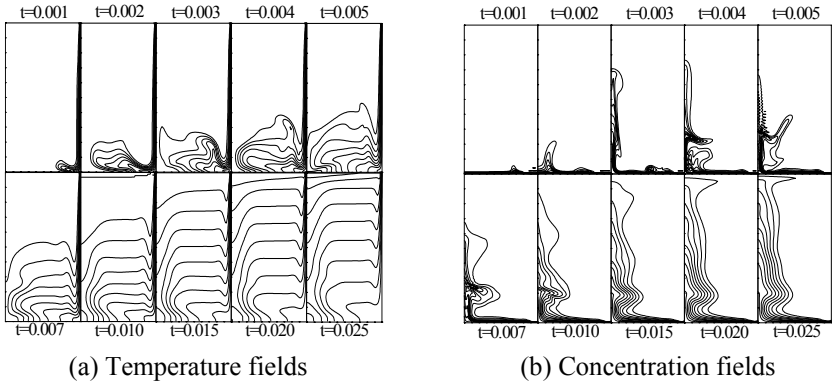 t=0.001 t=0.002 t=0.003 t=0.004 t=0.005
t=0.007 t=0.010 t=0.015 t=0.020 t=0.025
(a) Temperature fields
t=0.001 t=0.002 t=0.003 t=0.004 t=0.005
t=0.007 t=0.010 t=0.015 t=0.020 t=0.025
(b) Concentration fields